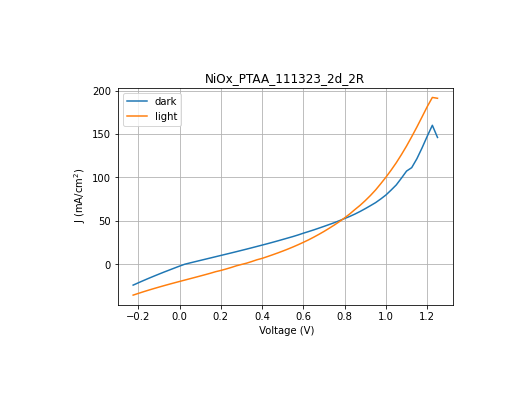 NiOx_PTAA_111323_2d_2R
dark
light
J (mA/cm²)
200
150
100
50
0
−0.2 0.0 0.2 0.4 0.6 0.8 1.0 1.2
Voltage (V)